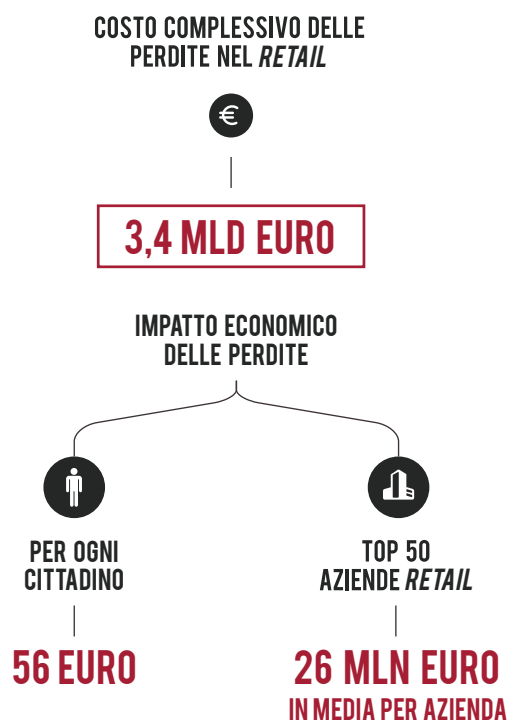 COSTO COMPLESSIVO DELLE
PERDITE NEL RETAIL
€
3,4 MLD EURO
IMPATTO ECONOMICO
DELLE PERDITE
PER OGNI
CITTADINO
56 EURO
TOP 50
AZIENDE RETAIL
26 MLN EURO
IN MEDIA PER AZIENDA